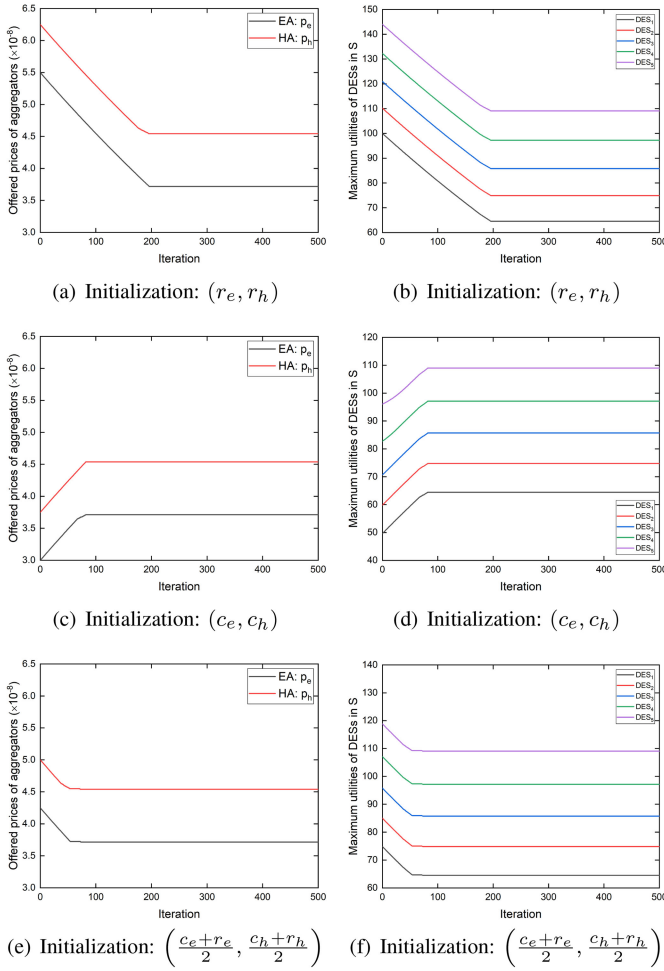 6.5
6.0
5.5
5.0
4.5
4.0
3.5
3.0
0 100 200 300 400 500
Iteration
Offered prices of aggregators (×10⁻⁸)
EA: pₑ
HA: pₕ
(a) Initialization: (rₑ, rₕ)
150
140
130
120
110
100
90
80
70
60
0 100 200 300 400 500
Iteration
Maximum utilities of DESs in S
DES₁
DES₂
DES₃
DES₄
DES₅
(b) Initialization: (rₑ, rₕ)
6.5
6.0
5.5
5.0
4.5
4.0
3.5
3.0
0 100 200 300 400 500
Iteration
Offered prices of aggregators (×10⁻⁸)
EA: pₑ
HA: pₕ
(c) Initialization: (cₑ, cₕ)
120
110
100
90
80
70
60
50
40
0 100 200 300 400 500
Iteration
Maximum utilities of DESs in S
DES₁
DES₂
DES₃
DES₄
DES₅
(d) Initialization: (cₑ, cₕ)
6.5
6.0
5.5
5.0
4.5
4.0
3.5
3.0
0 100 200 300 400 500
Iteration
Offered prices of aggregators (×10⁻⁸)
EA: pₑ
HA: pₕ
(e) Initialization: ((cₑ+rₑ)/2, (cₕ+rₕ)/2)
140
130
120
110
100
90
80
70
60
0 100 200 300 400 500
Iteration
Maximum utilities of DESs in S
DES₁
DES₂
DES₃
DES₄
DES₅
(f) Initialization: ((cₑ+rₑ)/2, (cₕ+rₕ)/2)